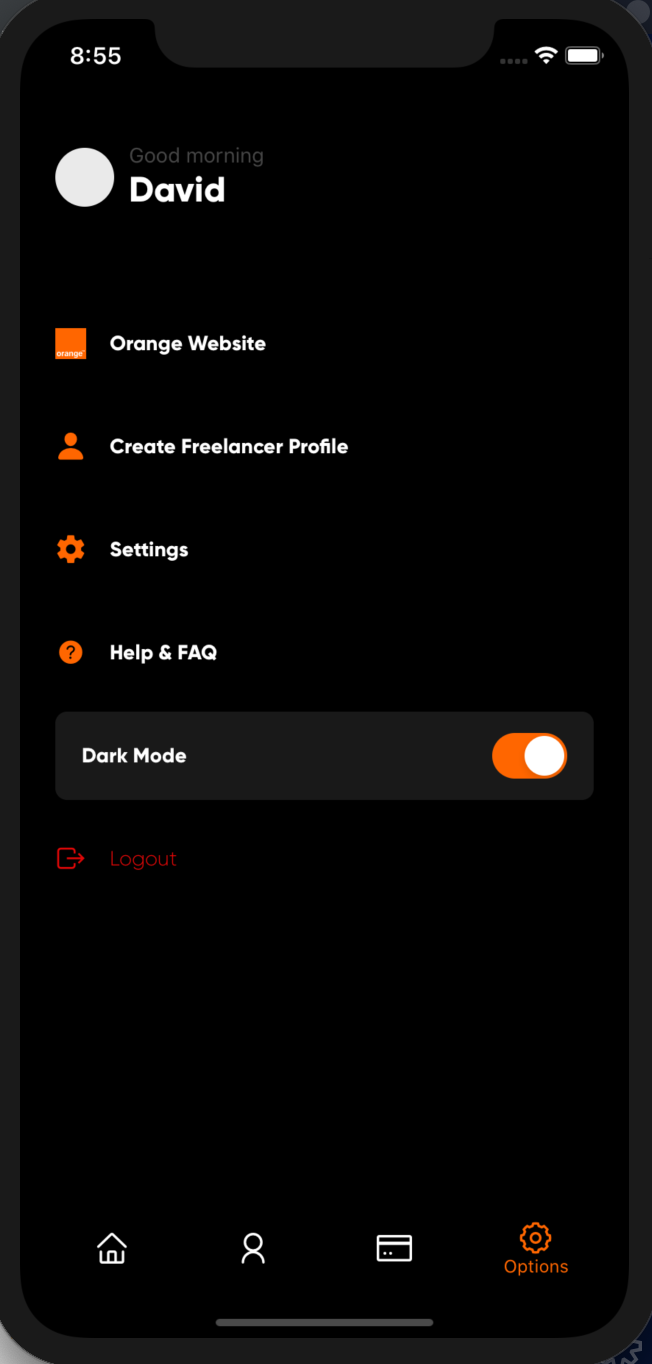 8:55
Good morning
David
orange
Orange Website
Create Freelancer Profile
Settings
?
Help & FAQ
Dark Mode
Logout
Options